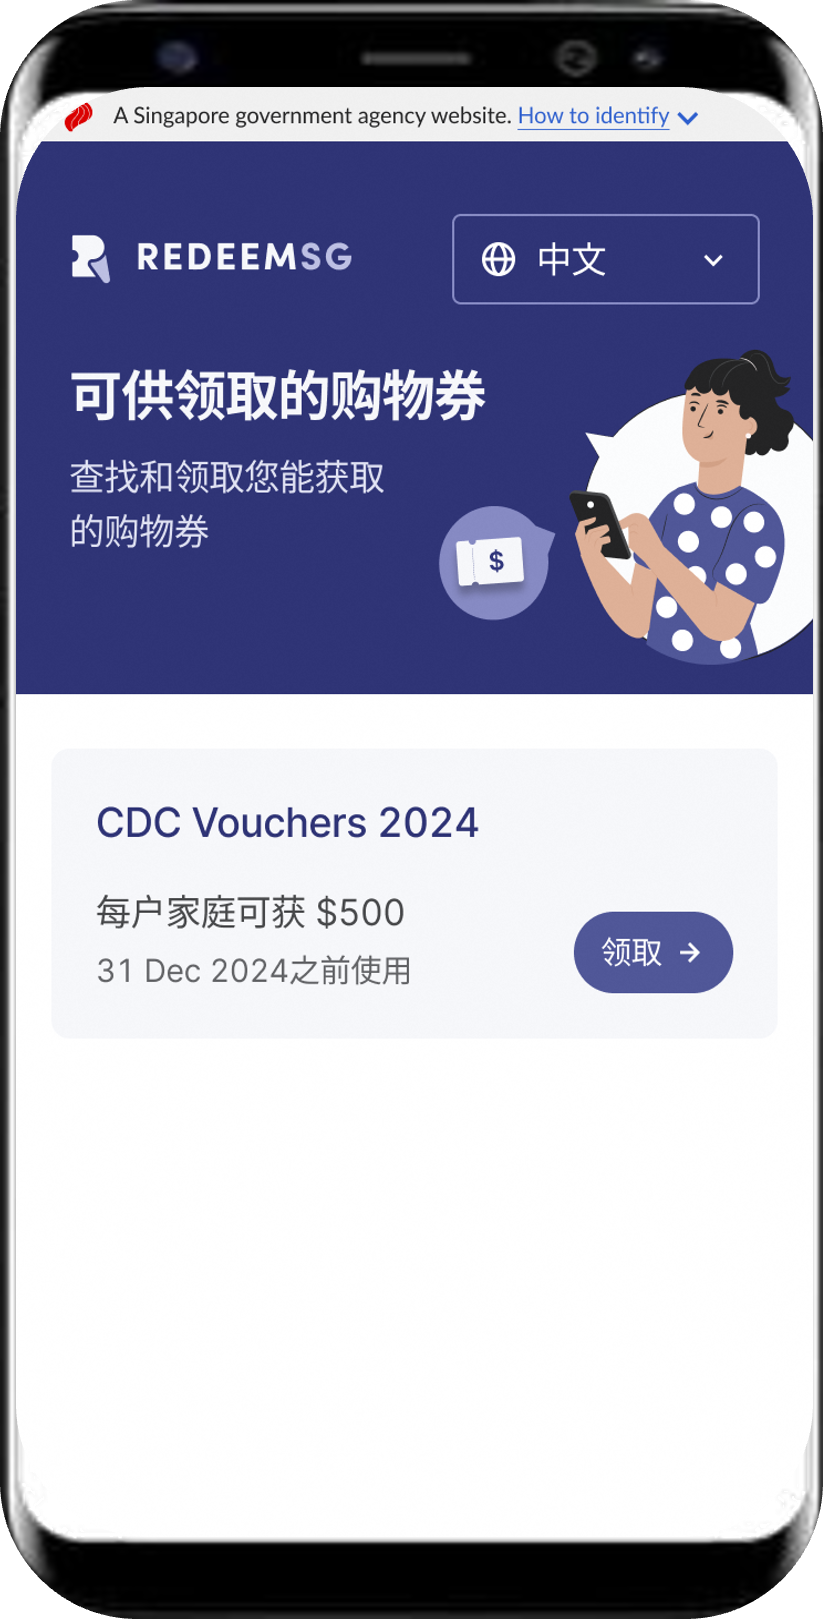 A Singapore government agency website. How to identify
REDEEMSG
中文
可供领取的购物券
查找和领取您能获取
的购物券
$
CDC Vouchers 2024
每户家庭可获 $500
31 Dec 2024之前使用
领取 →